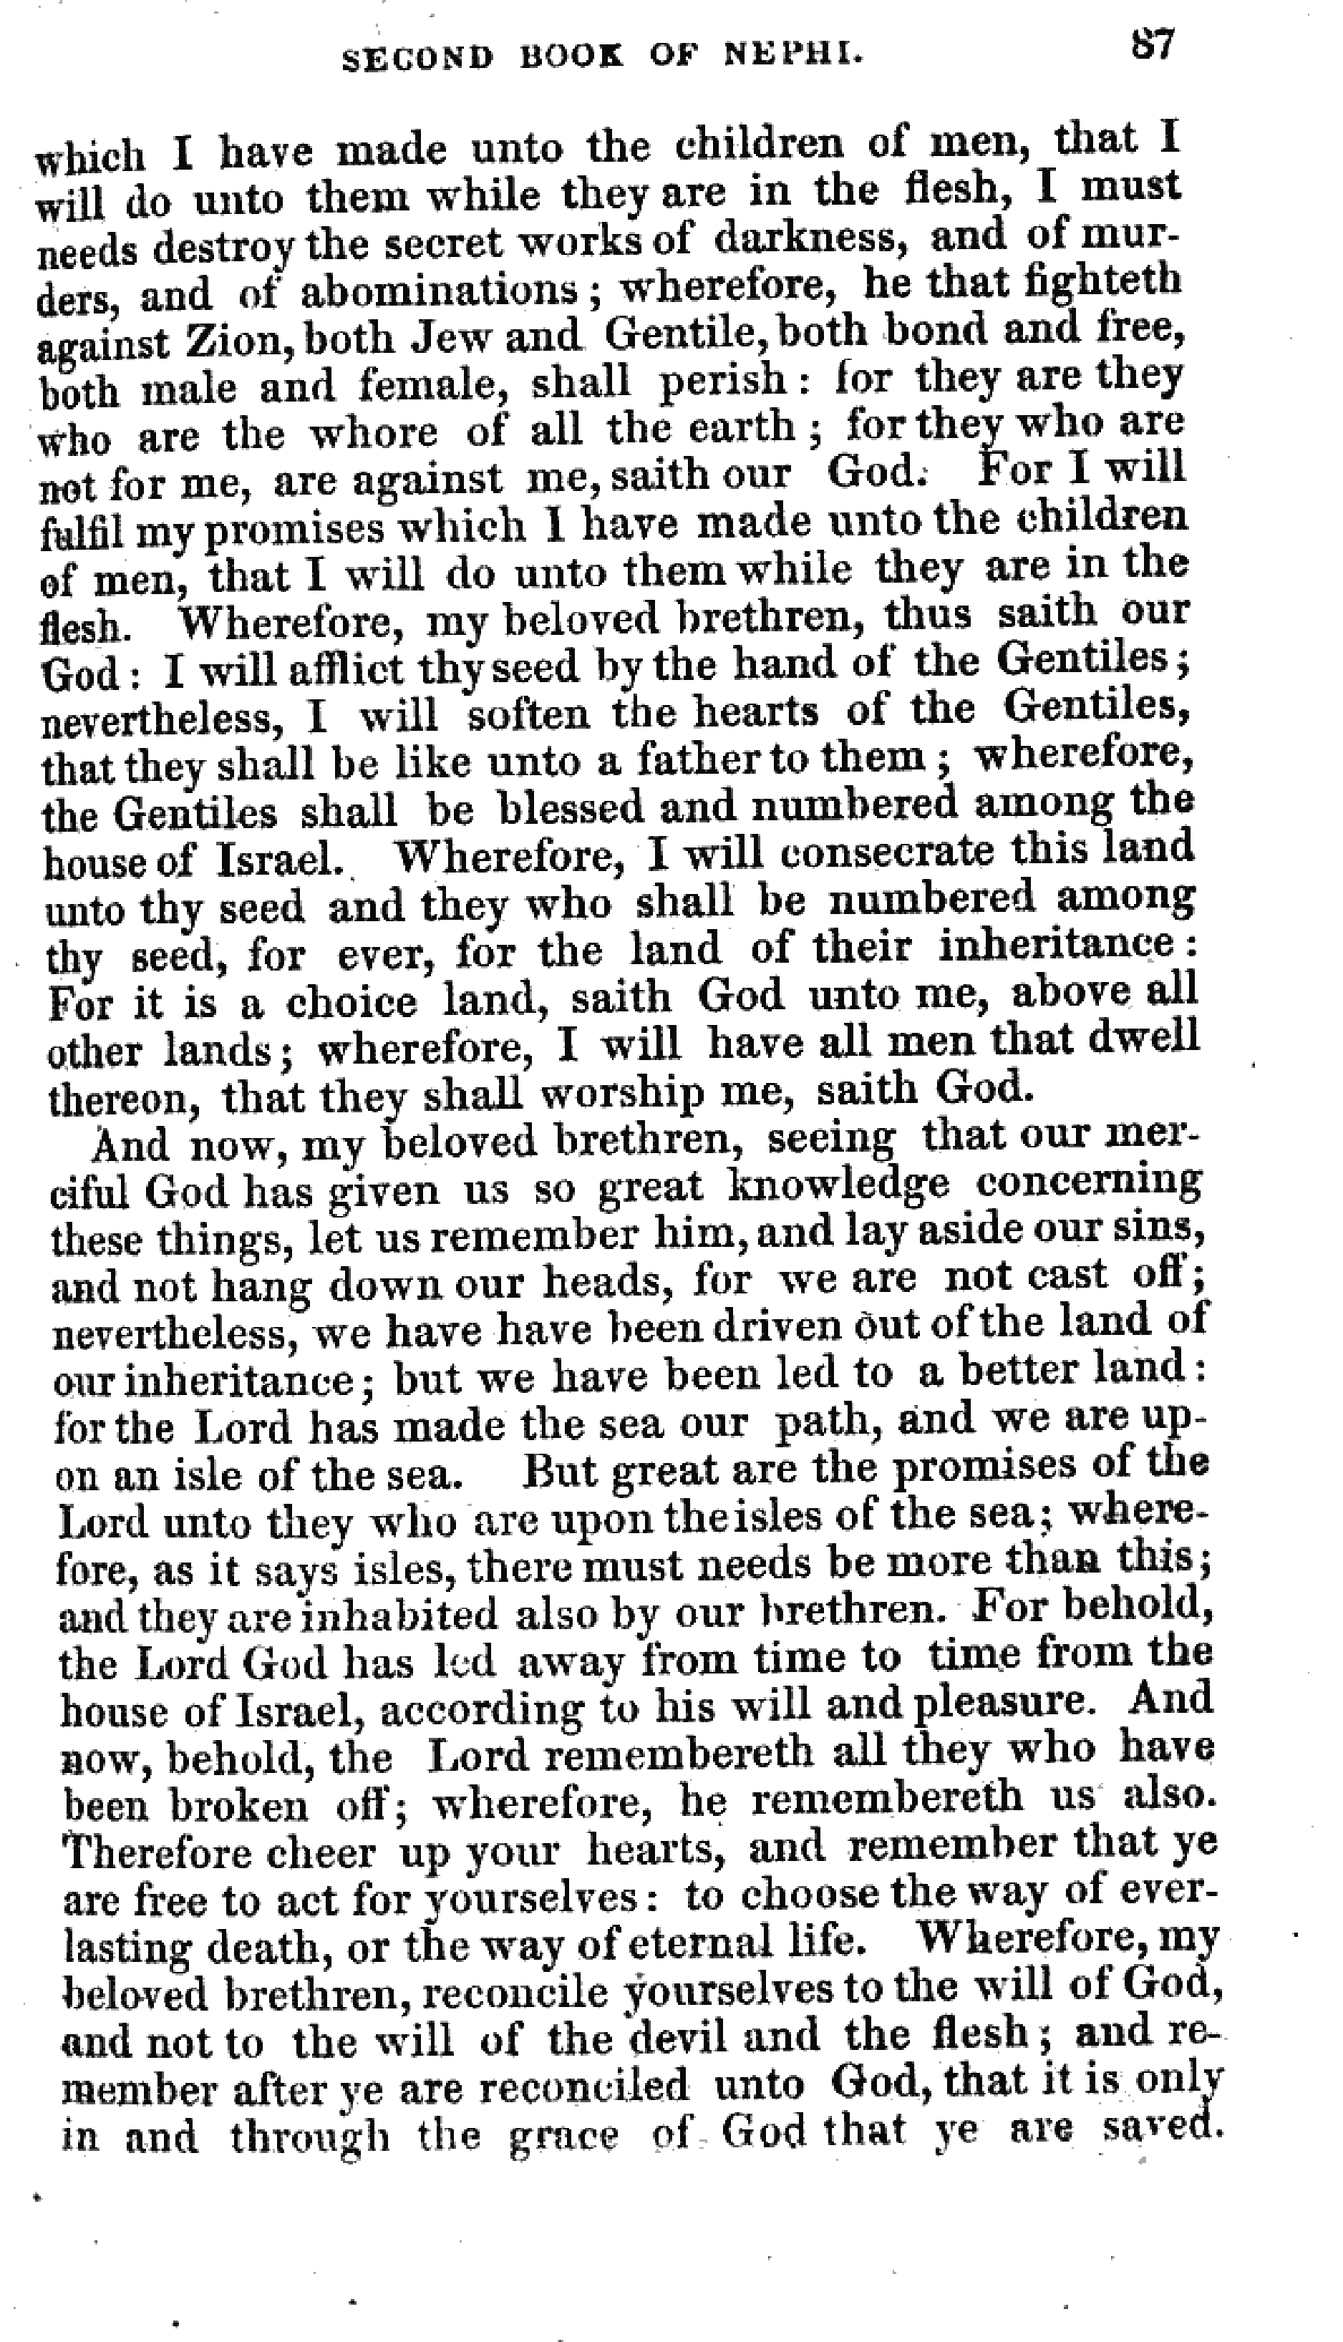 SECOND BOOK OF NEPHI. 87
which I have made unto the children of men, that I
will do unto them while they are in the flesh, I must
needs destroy the secret works of darkness, and of mur-
ders, and of abominations; wherefore, he that fighteth
against Zion, both Jew and Gentile, both bond and free,
both male and female, shall perish: for they are they
who are the whore of all the earth; for they who are
not for me, are against me, saith our God. For I will
fulfil my promises which I have made unto the children
of men, that I will do unto them while they are in the
flesh. Wherefore, my beloved brethren, thus saith our
God: I will afflict thy seed by the hand of the Gentiles;
nevertheless, I will soften the hearts of the Gentiles,
that they shall be like unto a father to them; wherefore,
the Gentiles shall be blessed and numbered among the
house of Israel. Wherefore, I will consecrate this land
unto thy seed and they who shall be numbered among
thy seed, for ever, for the land of their inheritance:
For it is a choice land, saith God unto me, above all
other lands; wherefore, I will have all men that dwell
thereon, that they shall worship me, saith God.
And now, my beloved brethren, seeing that our mer-
ciful God has given us so great knowledge concerning
these things, let us remember him, and lay aside our sins,
and not hang down our heads, for we are not cast off;
nevertheless, we have have been driven out of the land of
our inheritance; but we have been led to a better land:
for the Lord has made the sea our path, and we are up-
on an isle of the sea. But great are the promises of the
Lord unto they who are upon the isles of the sea; where-
fore, as it says isles, there must needs be more than this;
and they are inhabited also by our brethren. For behold,
the Lord God has led away from time to time from the
house of Israel, according to his will and pleasure. And
now, behold, the Lord remembereth all they who have
been broken off; wherefore, he remembereth us also.
Therefore cheer up your hearts, and remember that ye
are free to act for yourselves: to choose the way of ever-
lasting death, or the way of eternal life. Wherefore, my
beloved brethren, reconcile yourselves to the will of God,
and not to the will of the devil and the flesh; and re-
member after ye are reconciled unto God, that it is only
in and through the grace of God that ye are saved.